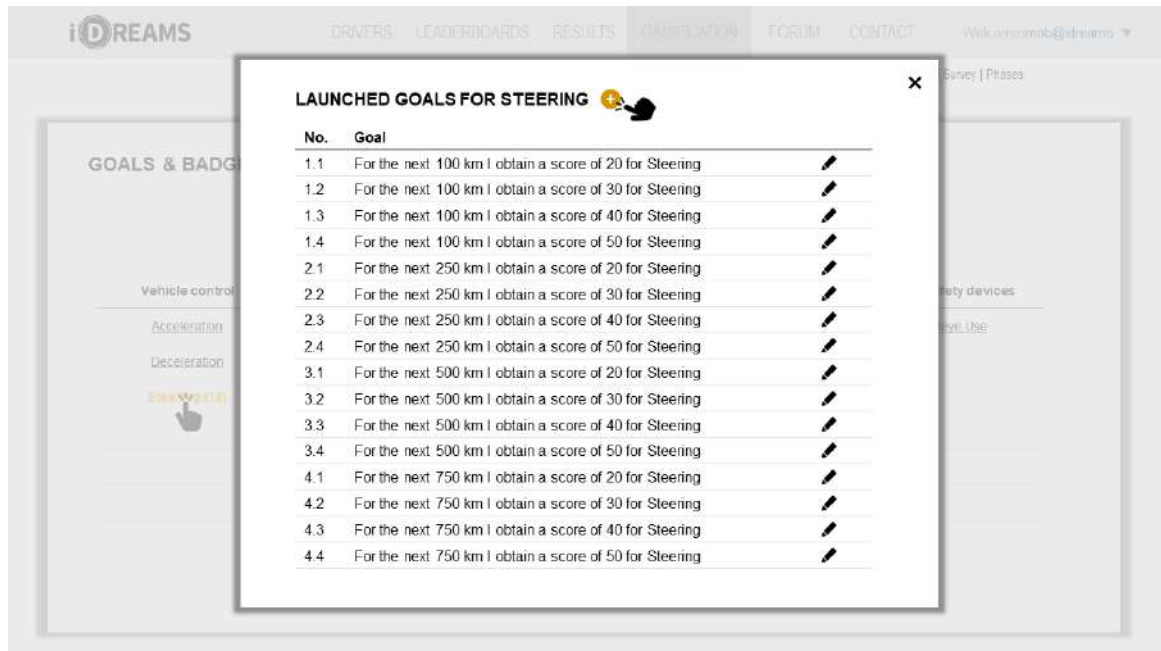 iDREAMS DRIVERS LEADERBOARDS RESULTS GAMIFICATION FORUM CONTACT Welcome
Survey | Phases
LAUNCHED GOALS FOR STEERING
No. Goal
GOALS & BADG
1.1 For the next 100 km I obtain a score of 20 for Steering
1.2 For the next 100 km I obtain a score of 30 for Steering
1.3 For the next 100 km I obtain a score of 40 for Steering
1.4 For the next 100 km I obtain a score of 50 for Steering
2.1 For the next 250 km I obtain a score of 20 for Steering
Vehicle control
2.2 For the next 250 km I obtain a score of 30 for Steering
fety devices
Acceleration
2.3 For the next 250 km I obtain a score of 40 for Steering
Use
2.4 For the next 250 km I obtain a score of 50 for Steering
Deceleration
3.1 For the next 500 km I obtain a score of 20 for Steering
3.2 For the next 500 km I obtain a score of 30 for Steering
3.3 For the next 500 km I obtain a score of 40 for Steering
3.4 For the next 500 km I obtain a score of 50 for Steering
4.1 For the next 750 km I obtain a score of 20 for Steering
4.2 For the next 750 km I obtain a score of 30 for Steering
4.3 For the next 750 km I obtain a score of 40 for Steering
4.4 For the next 750 km I obtain a score of 50 for Steering